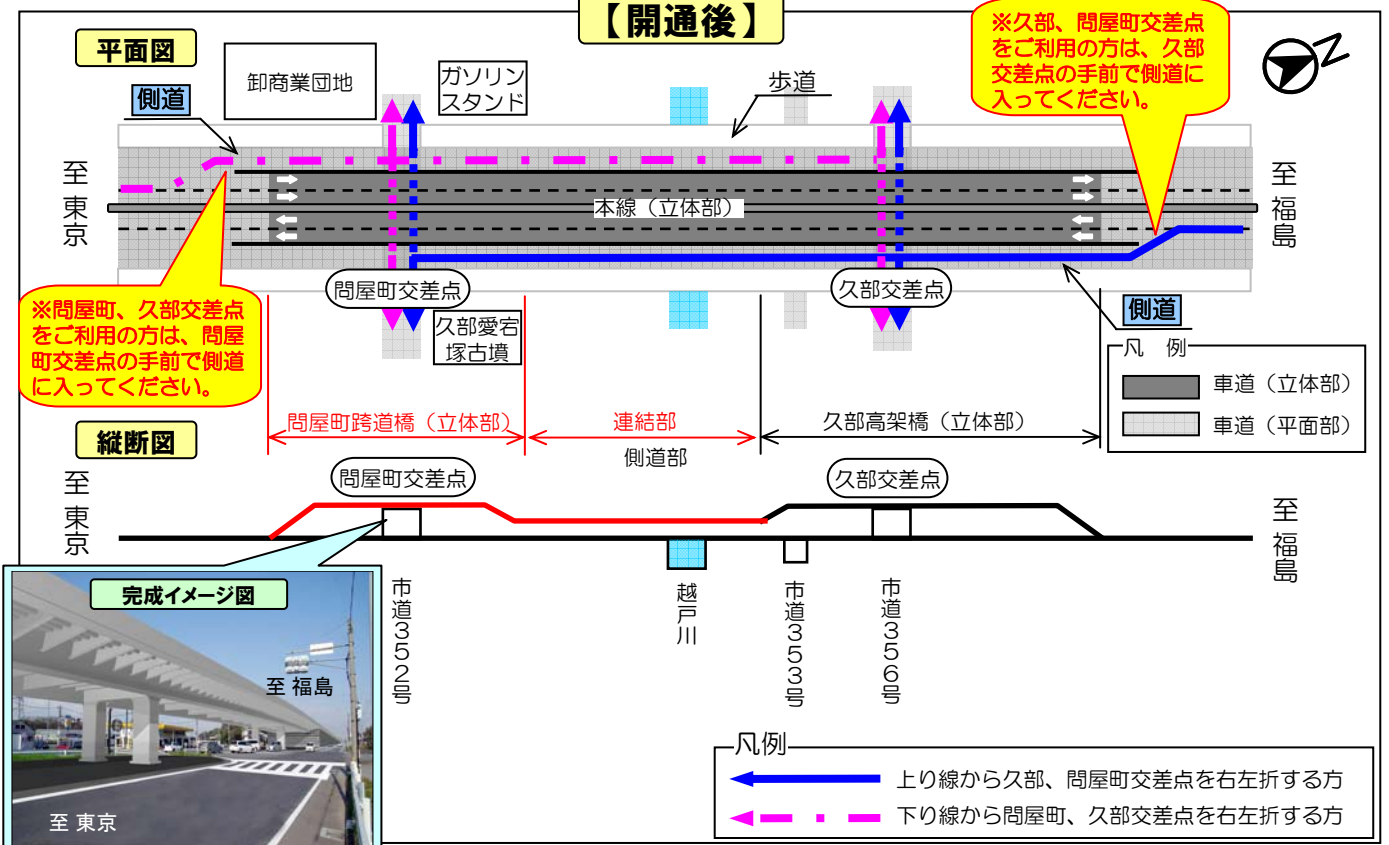 【開通後】
平面図
卸商業団地
ガソリン
スタンド
側道
歩道
※久部、問屋町交差点
をご利用の方は、久部
交差点の手前で側道に
入ってください。
N
至 東京
本線（立体部）
至 福島
問屋町交差点
久部交差点
※問屋町、久部交差点
をご利用の方は、問屋
町交差点の手前で側道
に入ってください。
久部愛宕
塚古墳
側道
凡 例
車道（立体部）
車道（平面部）
問屋町跨道橋（立体部）
連結部
久部高架橋（立体部）
側道部
縦断図
至 東京
問屋町交差点
久部交差点
至 福島
市道３５２号
越戸川
市道３５３号
市道３５６号
完成イメージ図
至 福島
至 東京
凡例
上り線から久部、問屋町交差点を右左折する方
下り線から問屋町、久部交差点を右左折する方